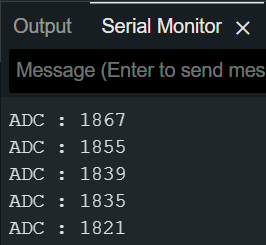 Output Serial Monitor
Message (Enter to send mes
ADC : 1867
ADC : 1855
ADC : 1839
ADC : 1835
ADC : 1821